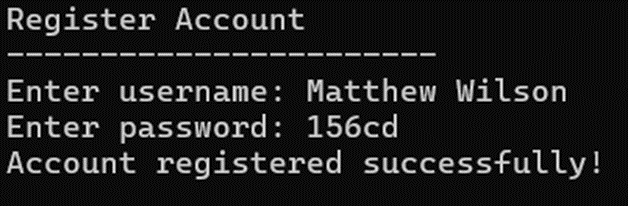 Register Account
-----------------------
Enter username: Matthew Wilson
Enter password: 156cd
Account registered successfully!